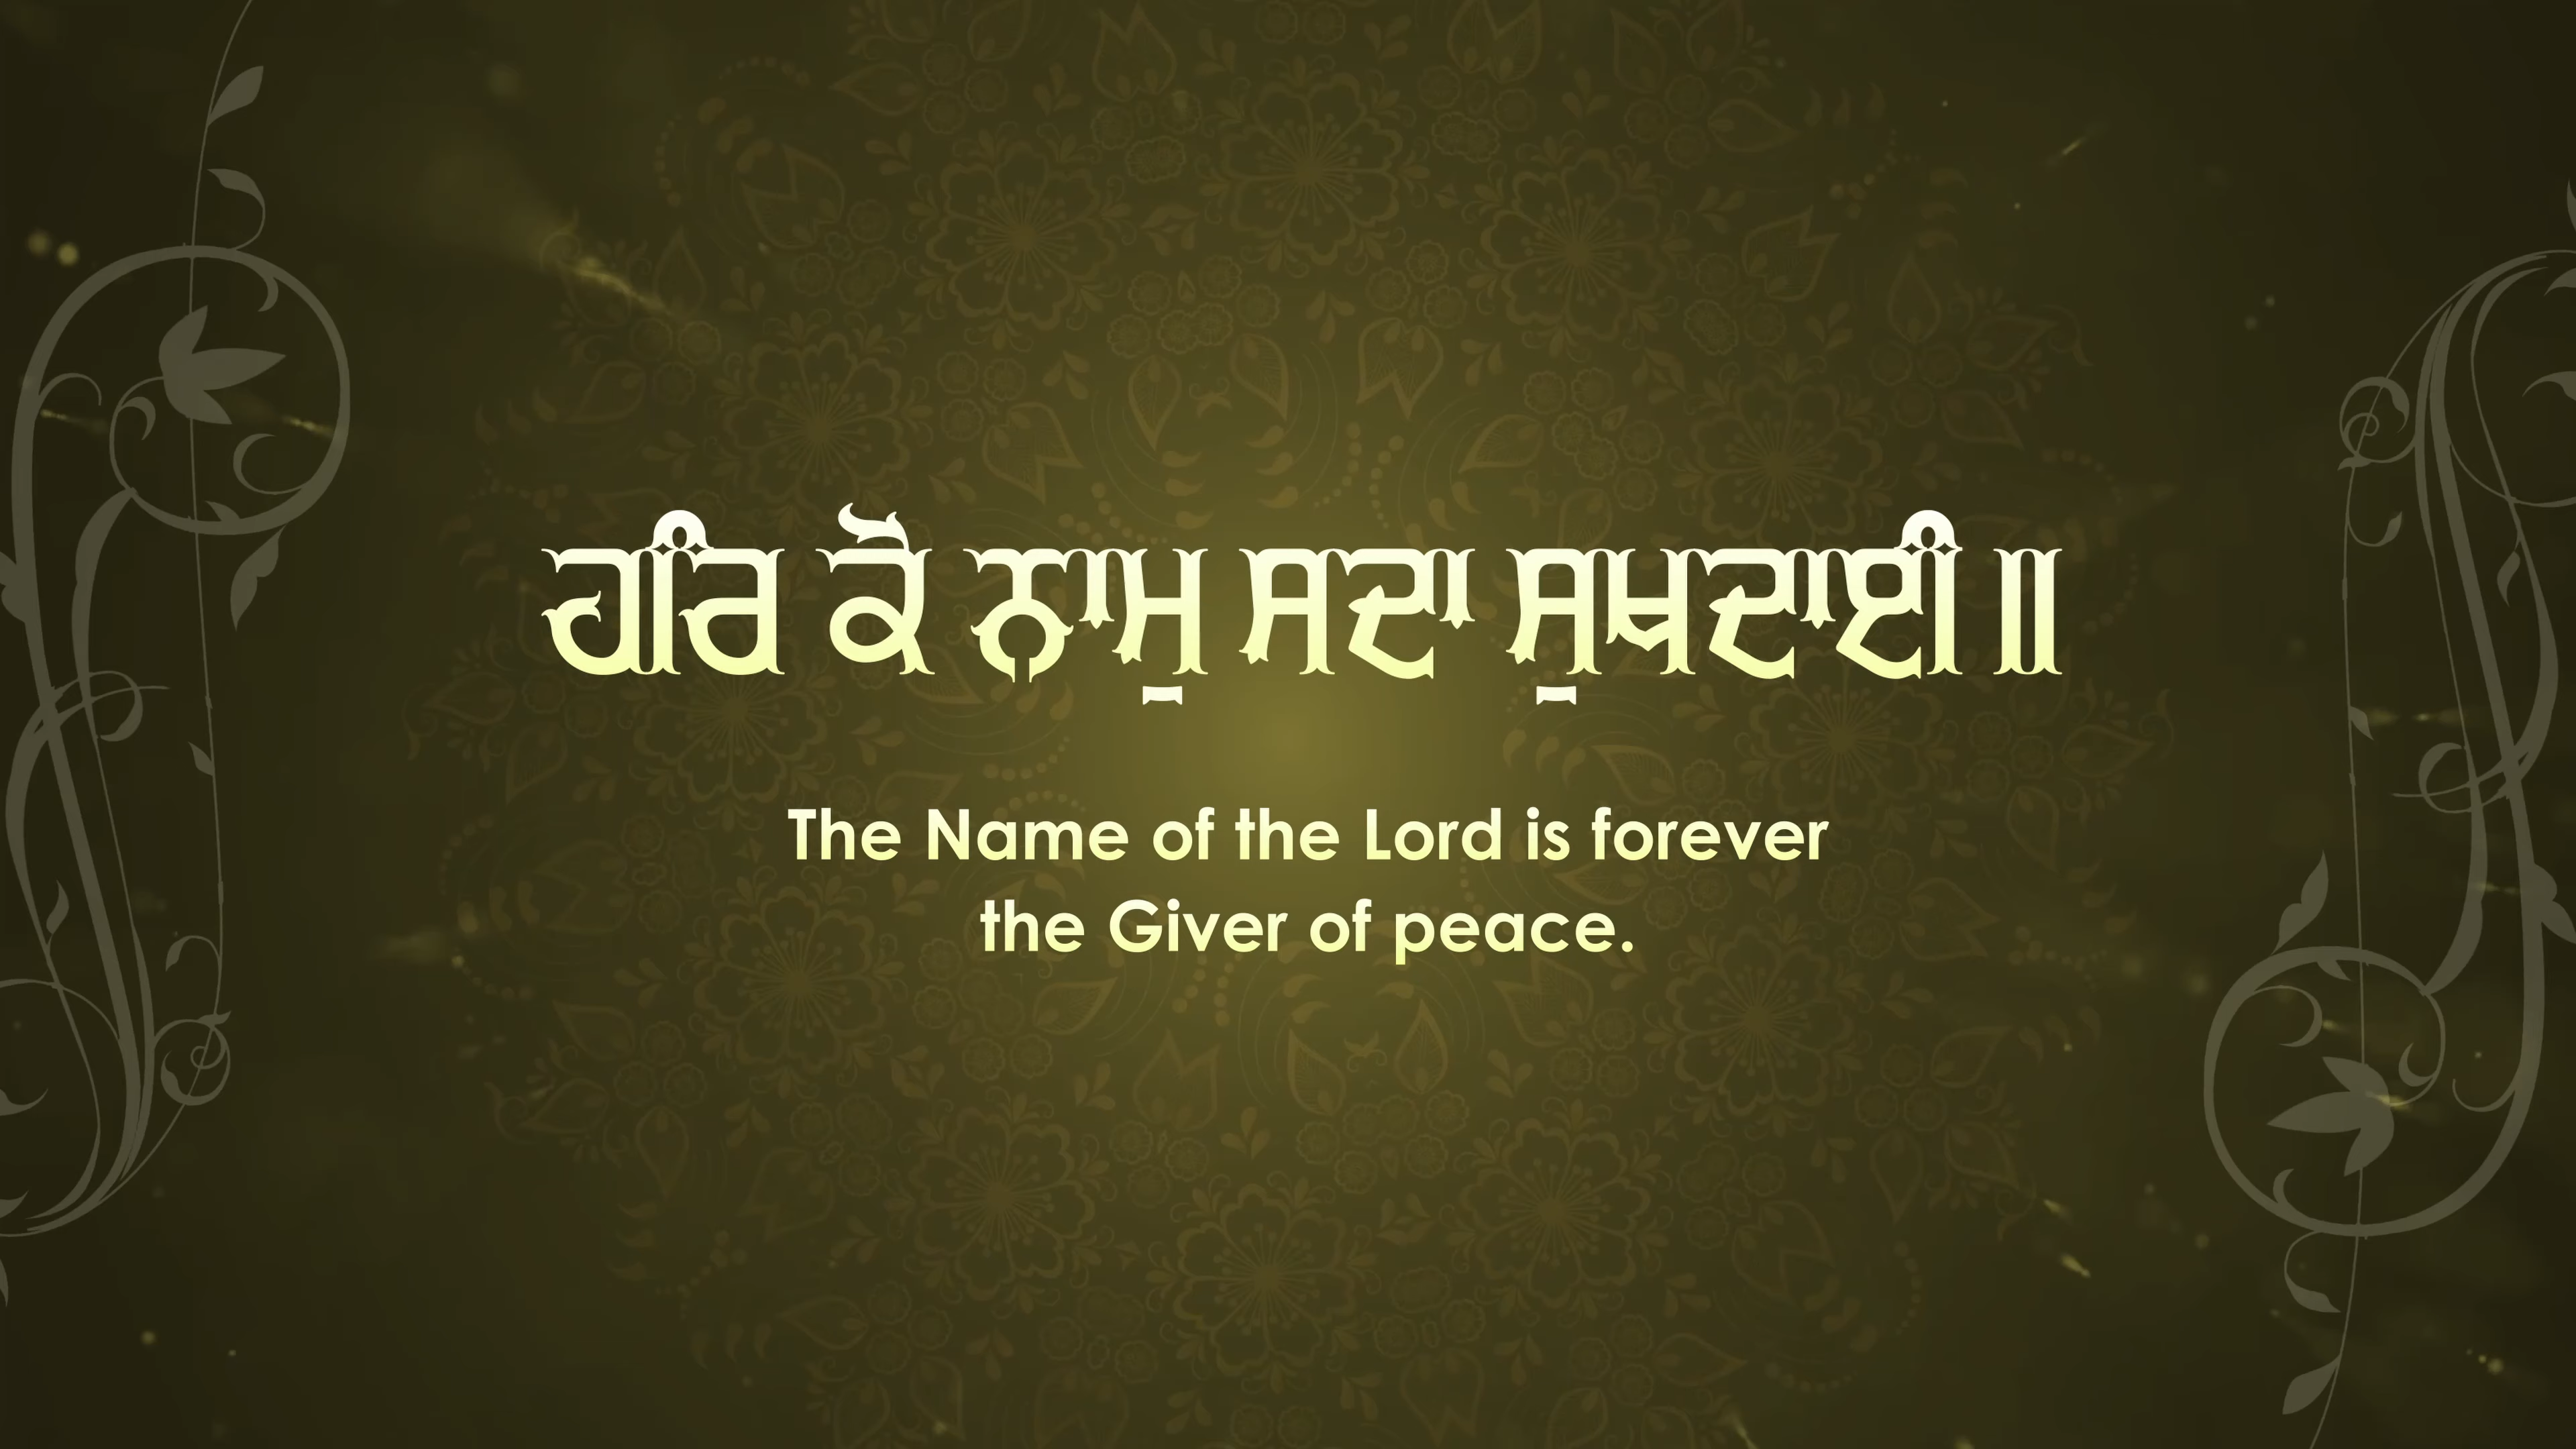 ਹਰਿ ਕੋ ਨਾਮੁ ਸਦਾ ਸੁਖਦਾਈ ॥
The Name of the Lord is forever
the Giver of peace.